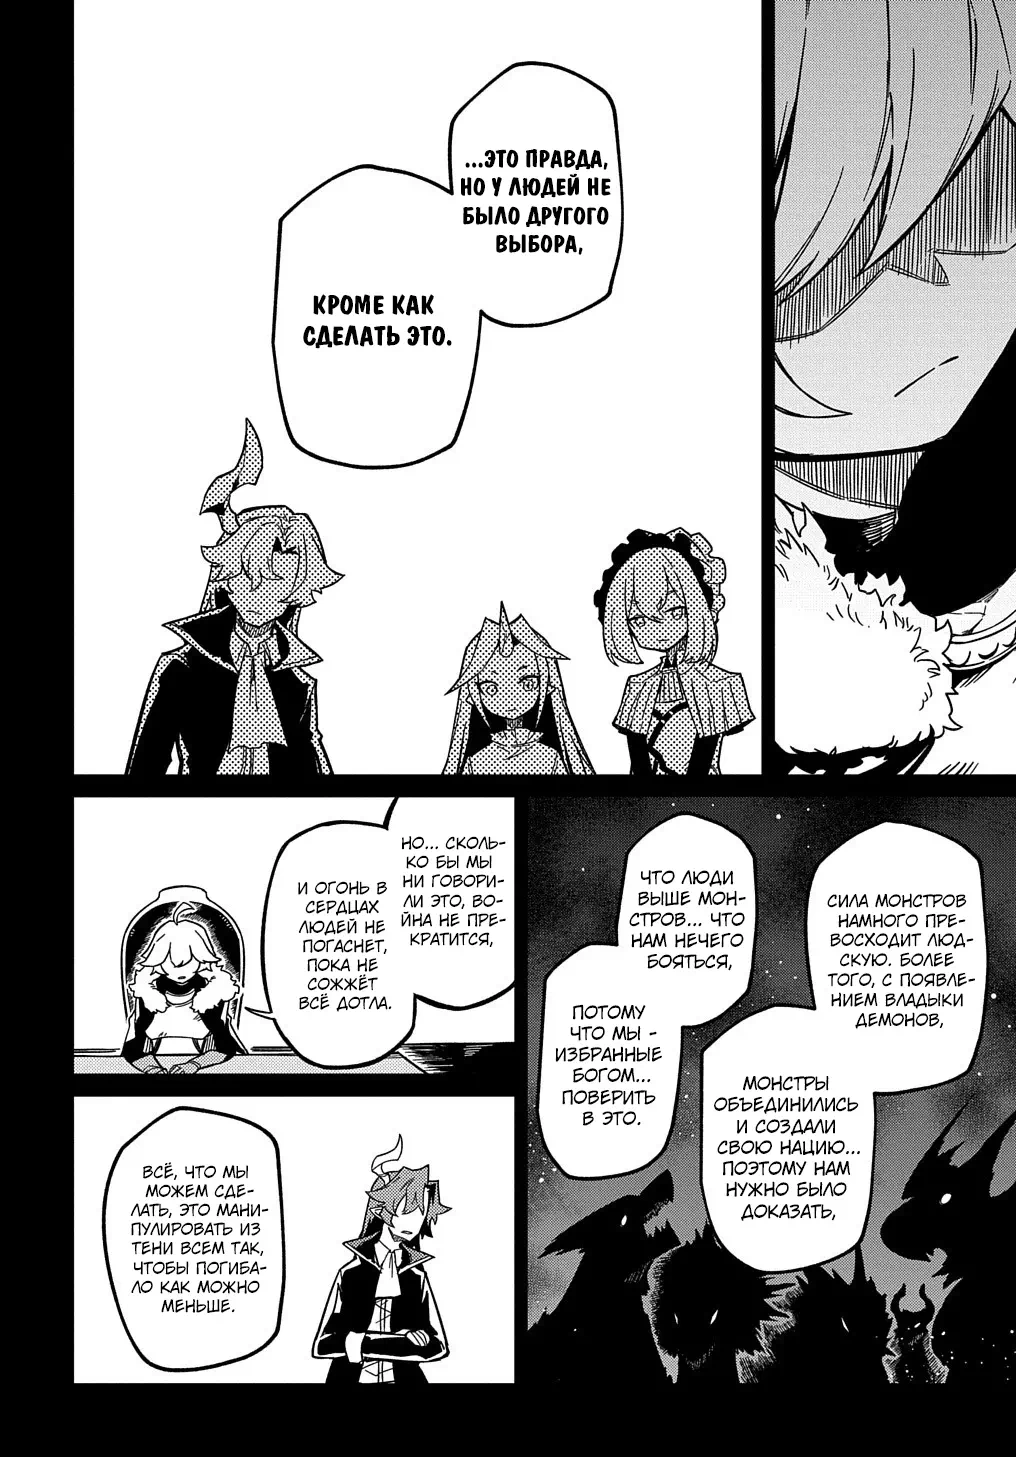 ...ЭТО ПРАВДА,
НО У ЛЮДЕЙ НЕ
БЫЛО ДРУГОГО
ВЫБОРА,
КРОМЕ КАК
СДЕЛАТЬ ЭТО.
СИЛА МОНСТРОВ
НАМНОГО ПРЕ-
ВОСХОДИТ ЛЮД-
СКУЮ. БОЛЕЕ
ТОГО, С ПОЯВЛЕ-
НИЕМ ВЛАДЫКИ
ДЕМОНОВ,
МОНСТРЫ
ОБЪЕДИНИЛИСЬ
И СОЗДАЛИ
СВОЮ НАЦИЮ...
ПОЭТОМУ НАМ
НУЖНО БЫЛО
ДОКАЗАТЬ,
ЧТО ЛЮДИ
ВЫШЕ МОН-
СТРОВ... ЧТО
НАМ НЕЧЕГО
БОЯТЬСЯ,
ПОТОМУ
ЧТО МЫ -
ИЗБРАННЫЕ
БОГОМ...
ПОВЕРИТЬ
В ЭТО.
НО... СКОЛЬ-
КО БЫ МЫ
НИ ГОВОРИ-
ЛИ ЭТО, ВО-
ЙНА НЕ ПРЕ-
КРАТИТСЯ,
И ОГОНЬ В
СЕРДЦАХ
ЛЮДЕЙ НЕ
ПОГАСНЕТ,
ПОКА НЕ
СОЖЖЁТ
ВСЁ ДОТЛА.
ВСЁ, ЧТО МЫ
МОЖЕМ СДЕ-
ЛАТЬ, ЭТО МАНИ-
ПУЛИРОВАТЬ ИЗ
ТЕНИ ВСЕМ ТАК,
ЧТОБЫ ПОГИБА-
ЛО КАК МОЖНО
МЕНЬШЕ.